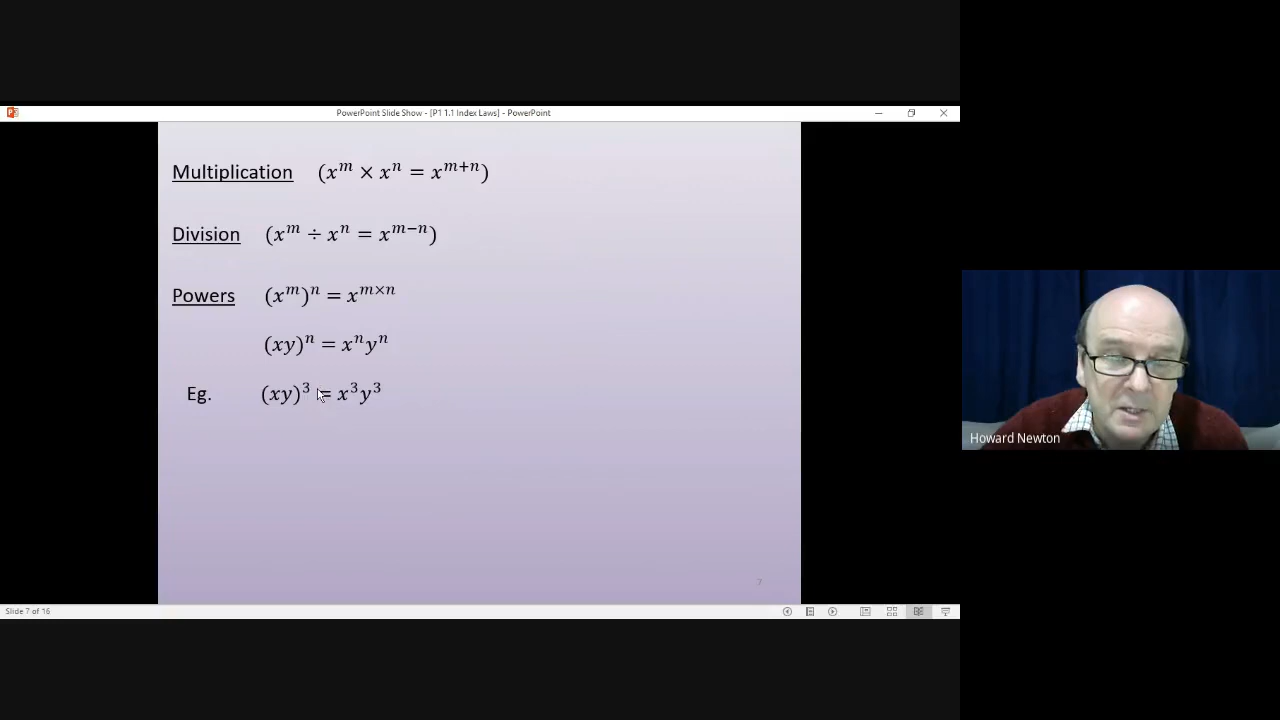 PowerPoint Slide Show - [P1 1.1 Index Laws] - PowerPoint
Multiplication (x^m × x^n = x^{m+n})
Division (x^m ÷ x^n = x^{m−n})
Powers (x^m)^n = x^{m×n}
(xy)^n = x^n y^n
Eg. (xy)^3 = x^3 y^3
Howard Newton
7
Slide 7 of 16